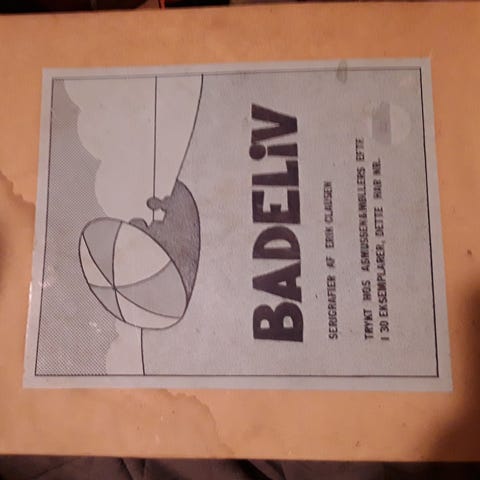 BADELiV
SERIGRAFIER AF ERIK CLAUSEN
TRYKT HOS ASMUSSEN & MØLLERS EFTF
I 30 EKSEMPLARER, DETTE HAR NR.